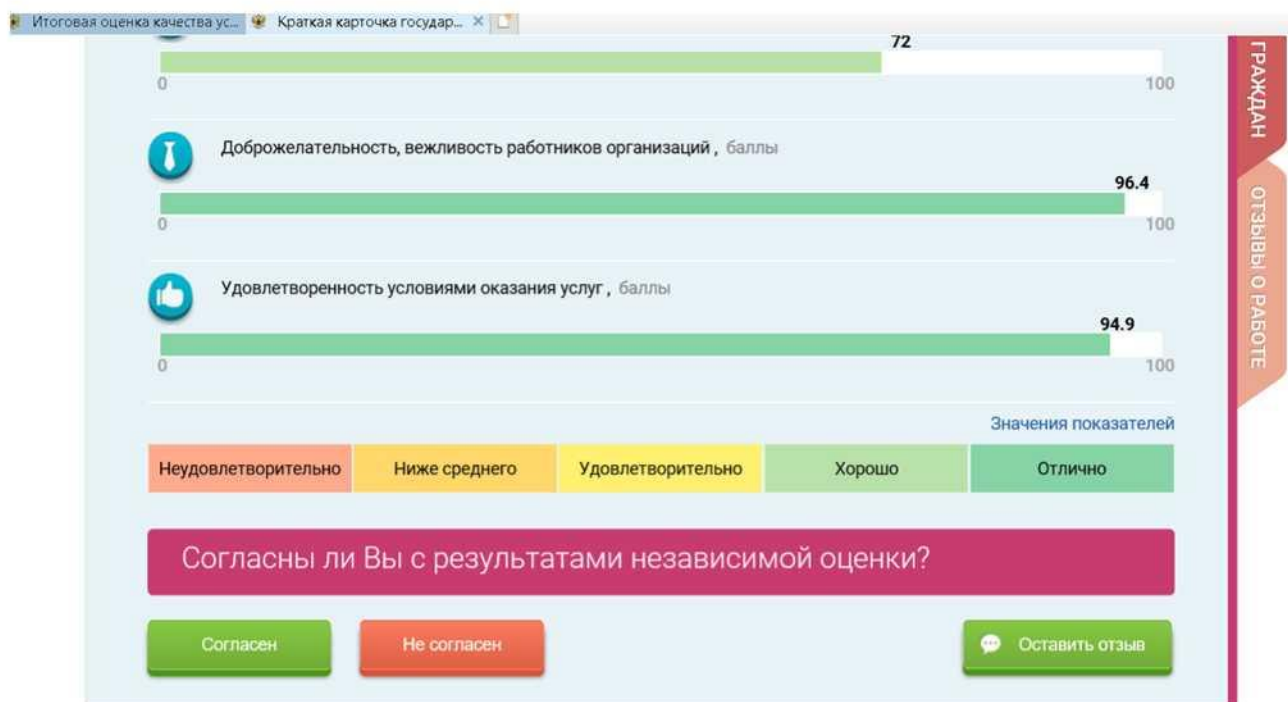 Итоговая оценка качества ус...
Краткая карточка государ...
72
0
100
Доброжелательность, вежливость работников организаций , баллы
96.4
0
100
Удовлетворенность условиями оказания услуг , баллы
94.9
0
100
Значения показателей
Неудовлетворительно
Ниже среднего
Удовлетворительно
Хорошо
Отлично
Согласны ли Вы с результатами независимой оценки?
Согласен
Не согласен
Оставить отзыв
ГРАЖДАН
ОТЗЫВЫ О РАБОТЕ